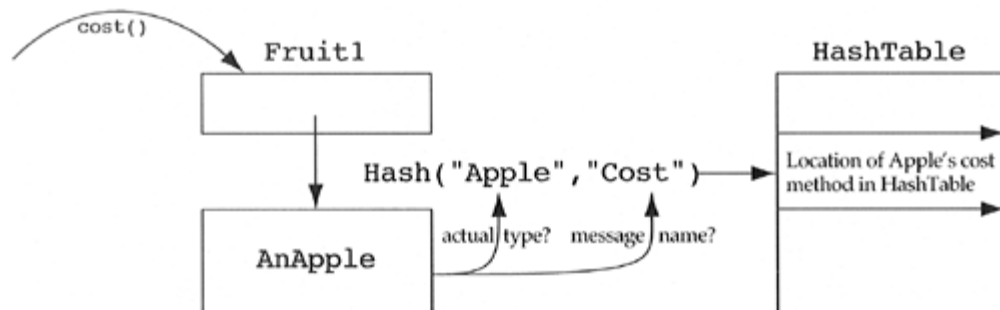 cost()
Fruit1
HashTable
Hash("Apple","Cost")
Location of Apple's cost
method in HashTable
actual type?
message name?
AnApple